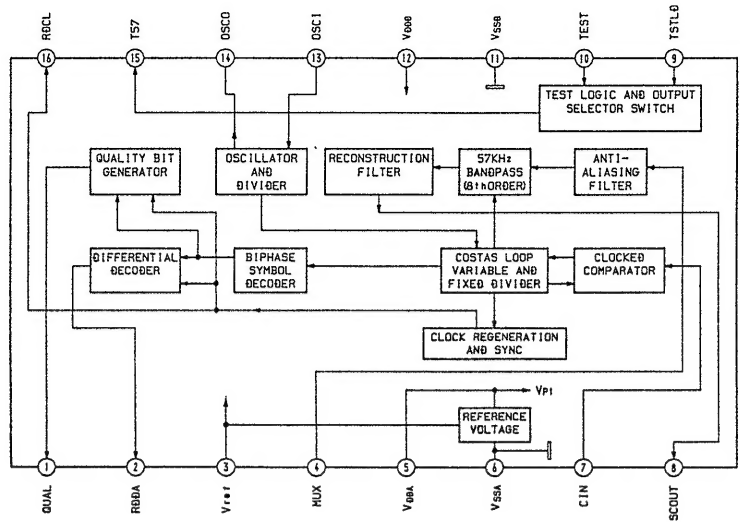 RDCL
T57
OSCO
OSCI
VDDD
VSSD
TEST
TSTLD
16
15
14
13
12
11
10
9
TEST LOGIC AND OUTPUT
SELECTOR SWITCH
QUALITY BIT
GENERATOR
OSCILLATOR
AND
DIVIDER
RECONSTRUCTION
FILTER
57KHz
BANDPASS
(8thORDER)
ANTI-
ALIASING
FILTER
DIFFERENTIAL
DECODER
BIPHASE
SYMBOL
DECODER
COSTAS LOOP
VARIABLE AND
FIXED DIVIDER
CLOCKED
COMPARATOR
CLOCK REGENERATION
AND SYNC
VP1
REFERENCE
VOLTAGE
1
2
3
4
5
6
7
8
QUAL
RDDA
Vref
MUX
VDDA
VSSA
CIN
SCOUT